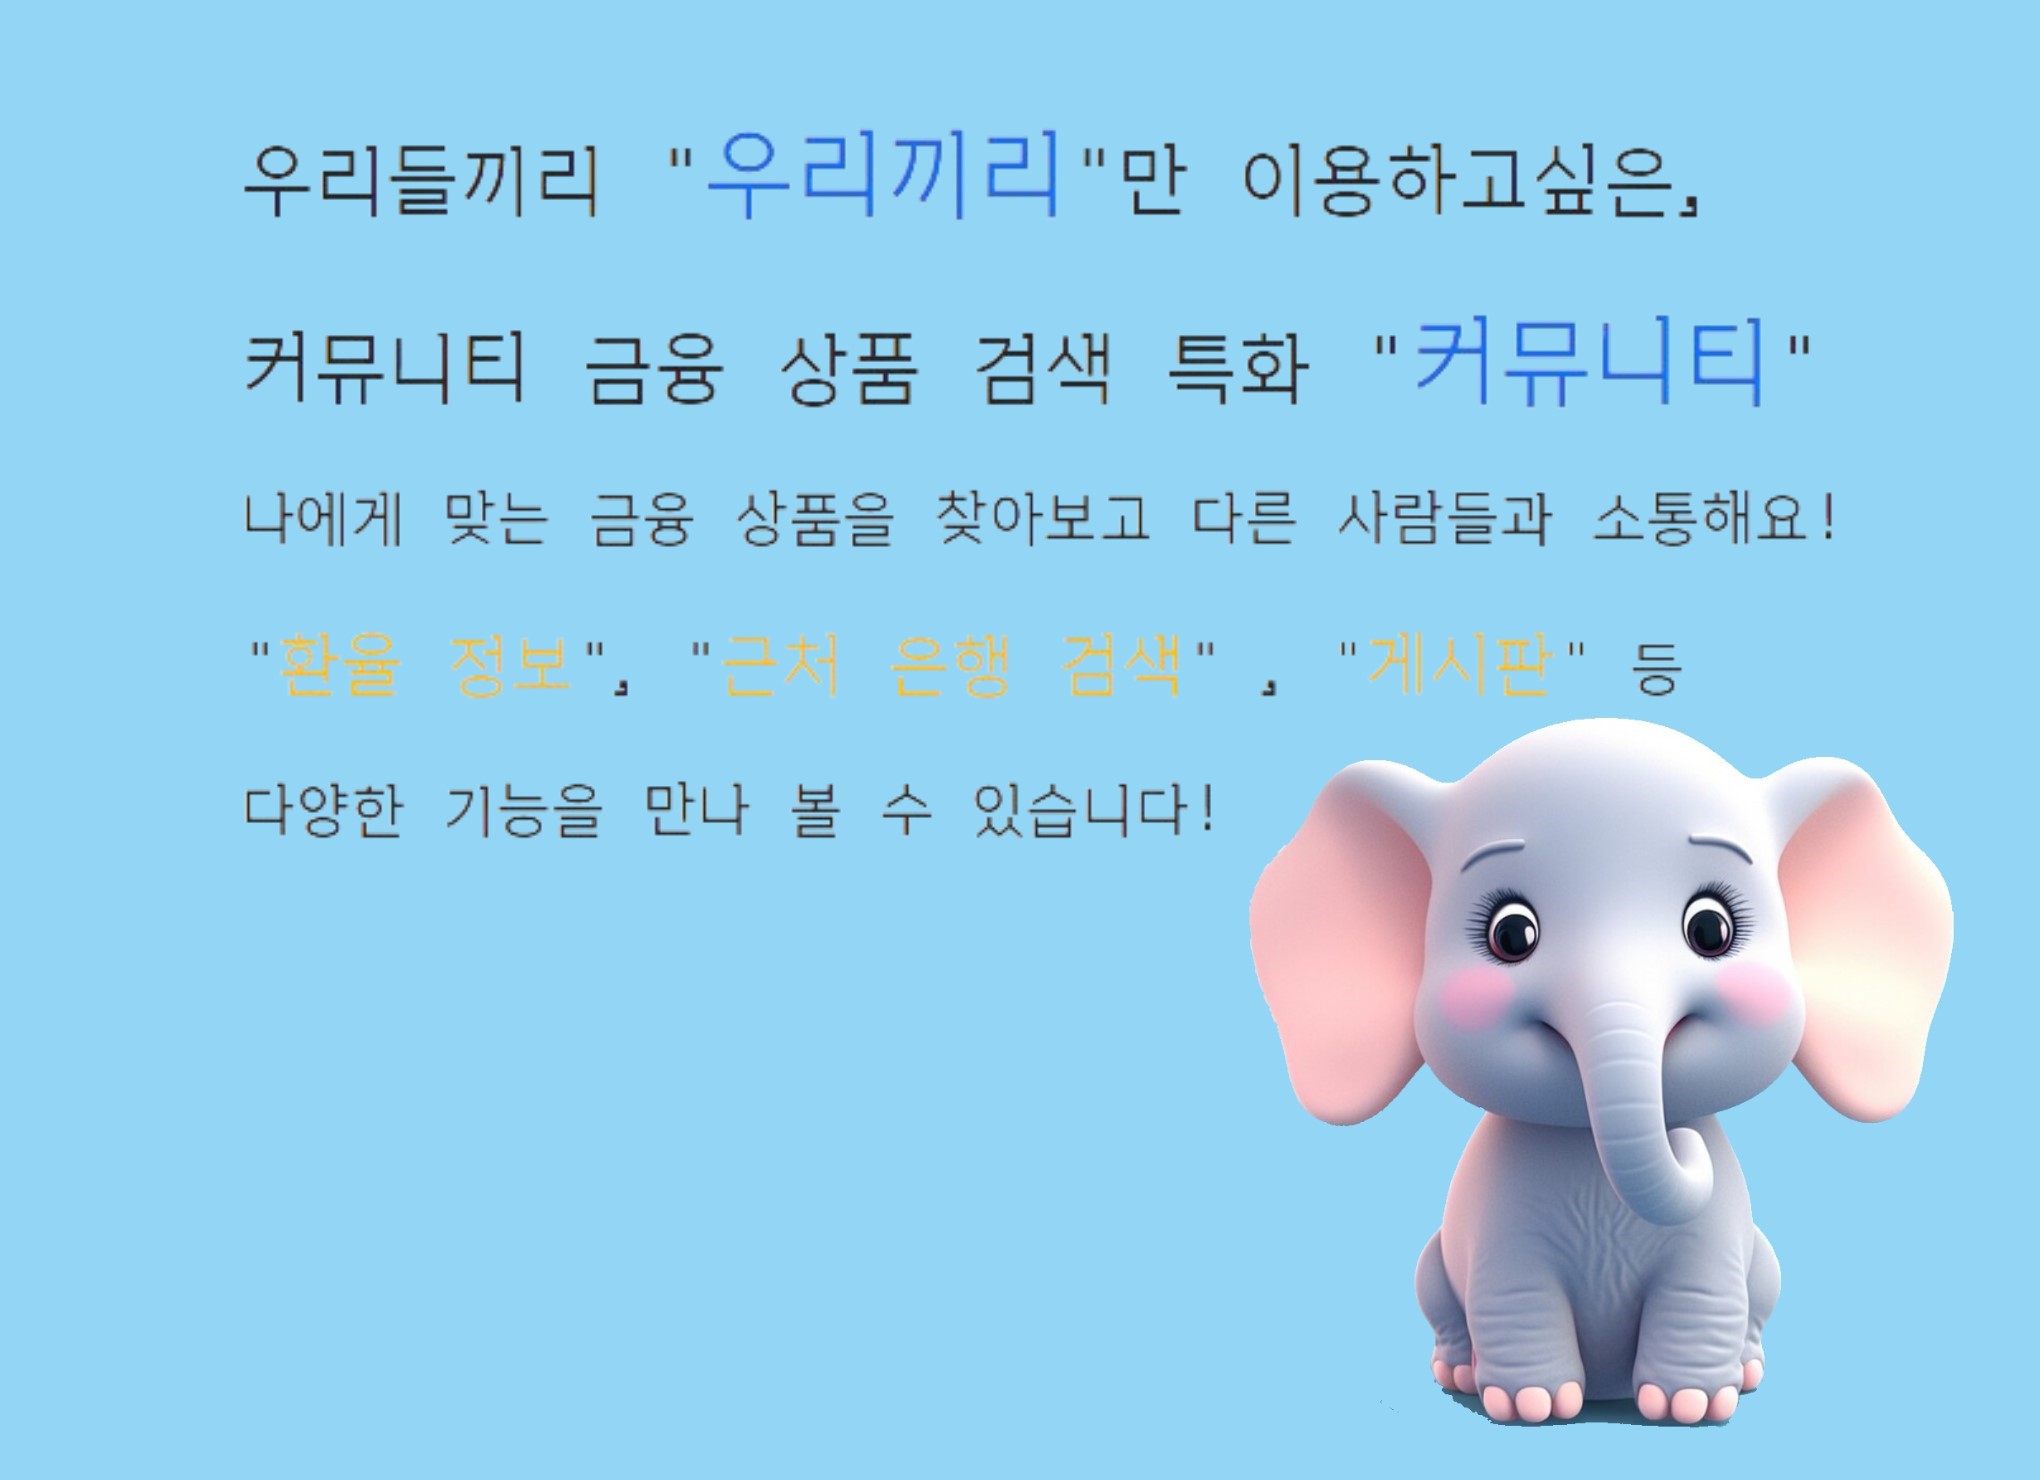 우리들끼리 "우리끼리"만 이용하고싶은,
커뮤니티 금융 상품 검색 특화 "커뮤니티"
나에게 맞는 금융 상품을 찾아보고 다른 사람들과 소통해요!
"환율 정보", "근처 은행 검색" , "게시판" 등
다양한 기능을 만나 볼 수 있습니다!